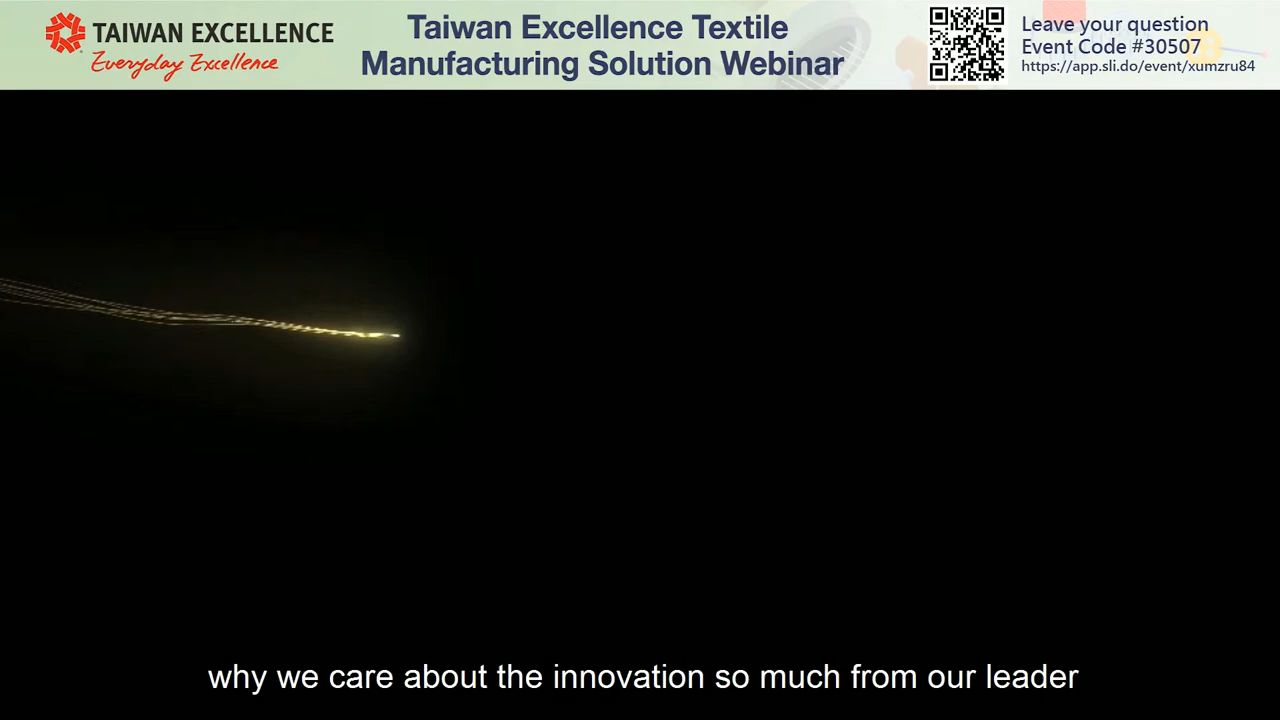 TAIWAN EXCELLENCE
Everyday Excellence
Taiwan Excellence Textile
Manufacturing Solution Webinar
Leave your question
Event Code #30507
https://app.sli.do/event/xumzru84
why we care about the innovation so much from our leader